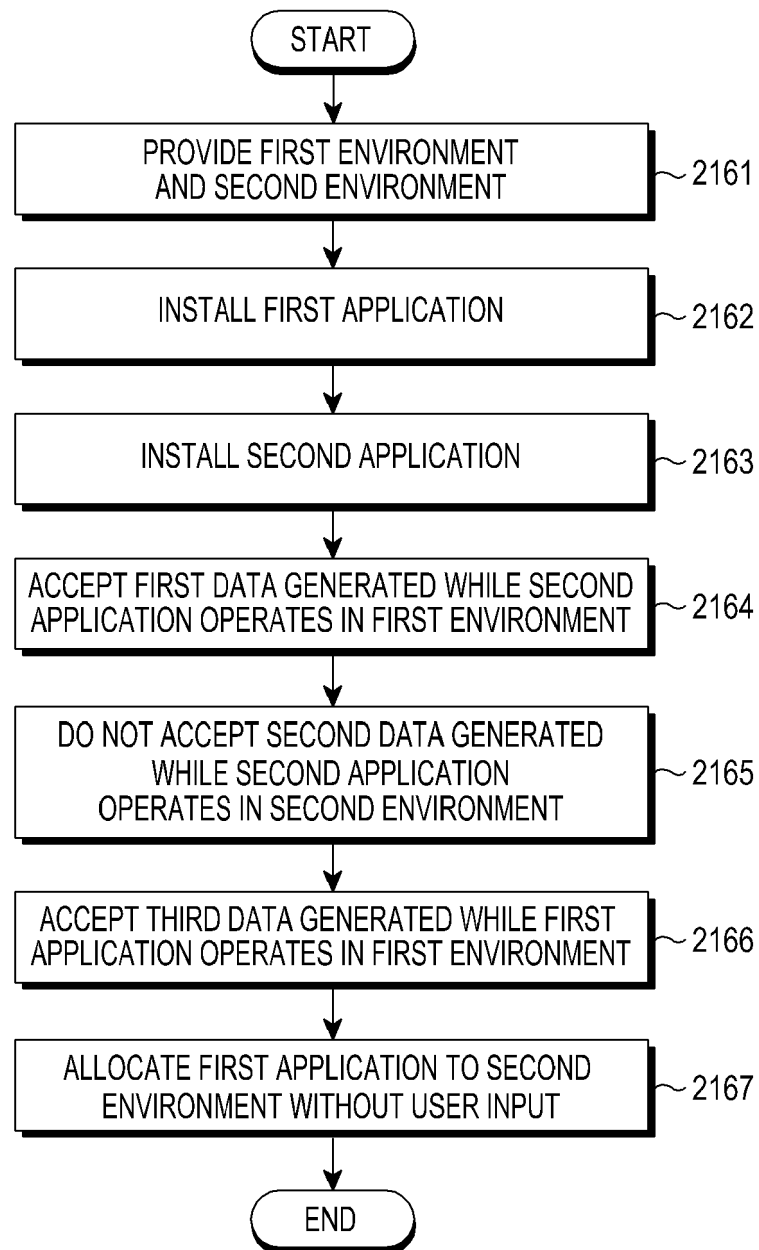 START
PROVIDE FIRST ENVIRONMENT
AND SECOND ENVIRONMENT
2161
INSTALL FIRST APPLICATION
2162
INSTALL SECOND APPLICATION
2163
ACCEPT FIRST DATA GENERATED WHILE SECOND
APPLICATION OPERATES IN FIRST ENVIRONMENT
2164
DO NOT ACCEPT SECOND DATA GENERATED
WHILE SECOND APPLICATION
OPERATES IN SECOND ENVIRONMENT
2165
ACCEPT THIRD DATA GENERATED WHILE FIRST
APPLICATION OPERATES IN FIRST ENVIRONMENT
2166
ALLOCATE FIRST APPLICATION TO SECOND
ENVIRONMENT WITHOUT USER INPUT
2167
END